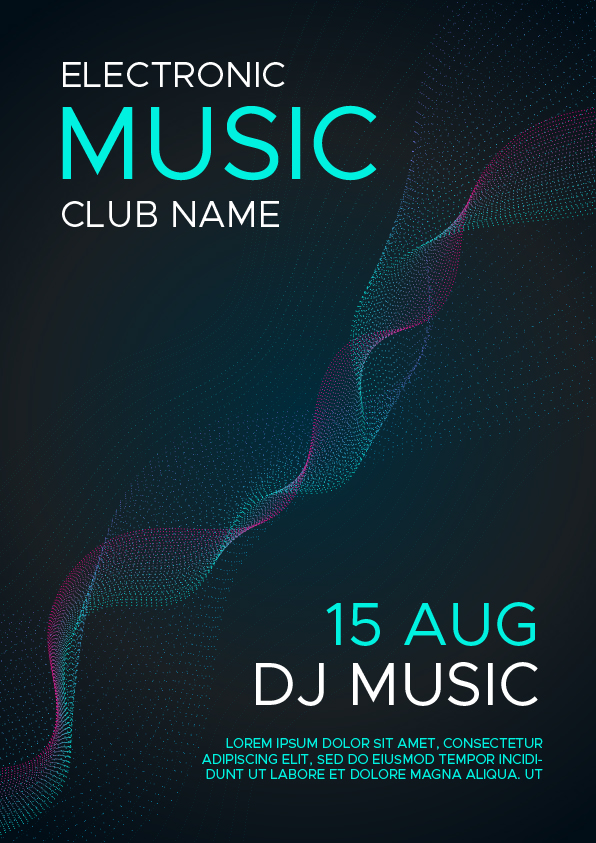 ELECTRONIC
MUSIC
CLUB NAME
15 AUG
DJ MUSIC
LOREM IPSUM DOLOR SIT AMET, CONSECTETUR
ADIPISCING ELIT, SED DO EIUSMOD TEMPOR INCIDI-
DUNT UT LABORE ET DOLORE MAGNA ALIQUA. UT